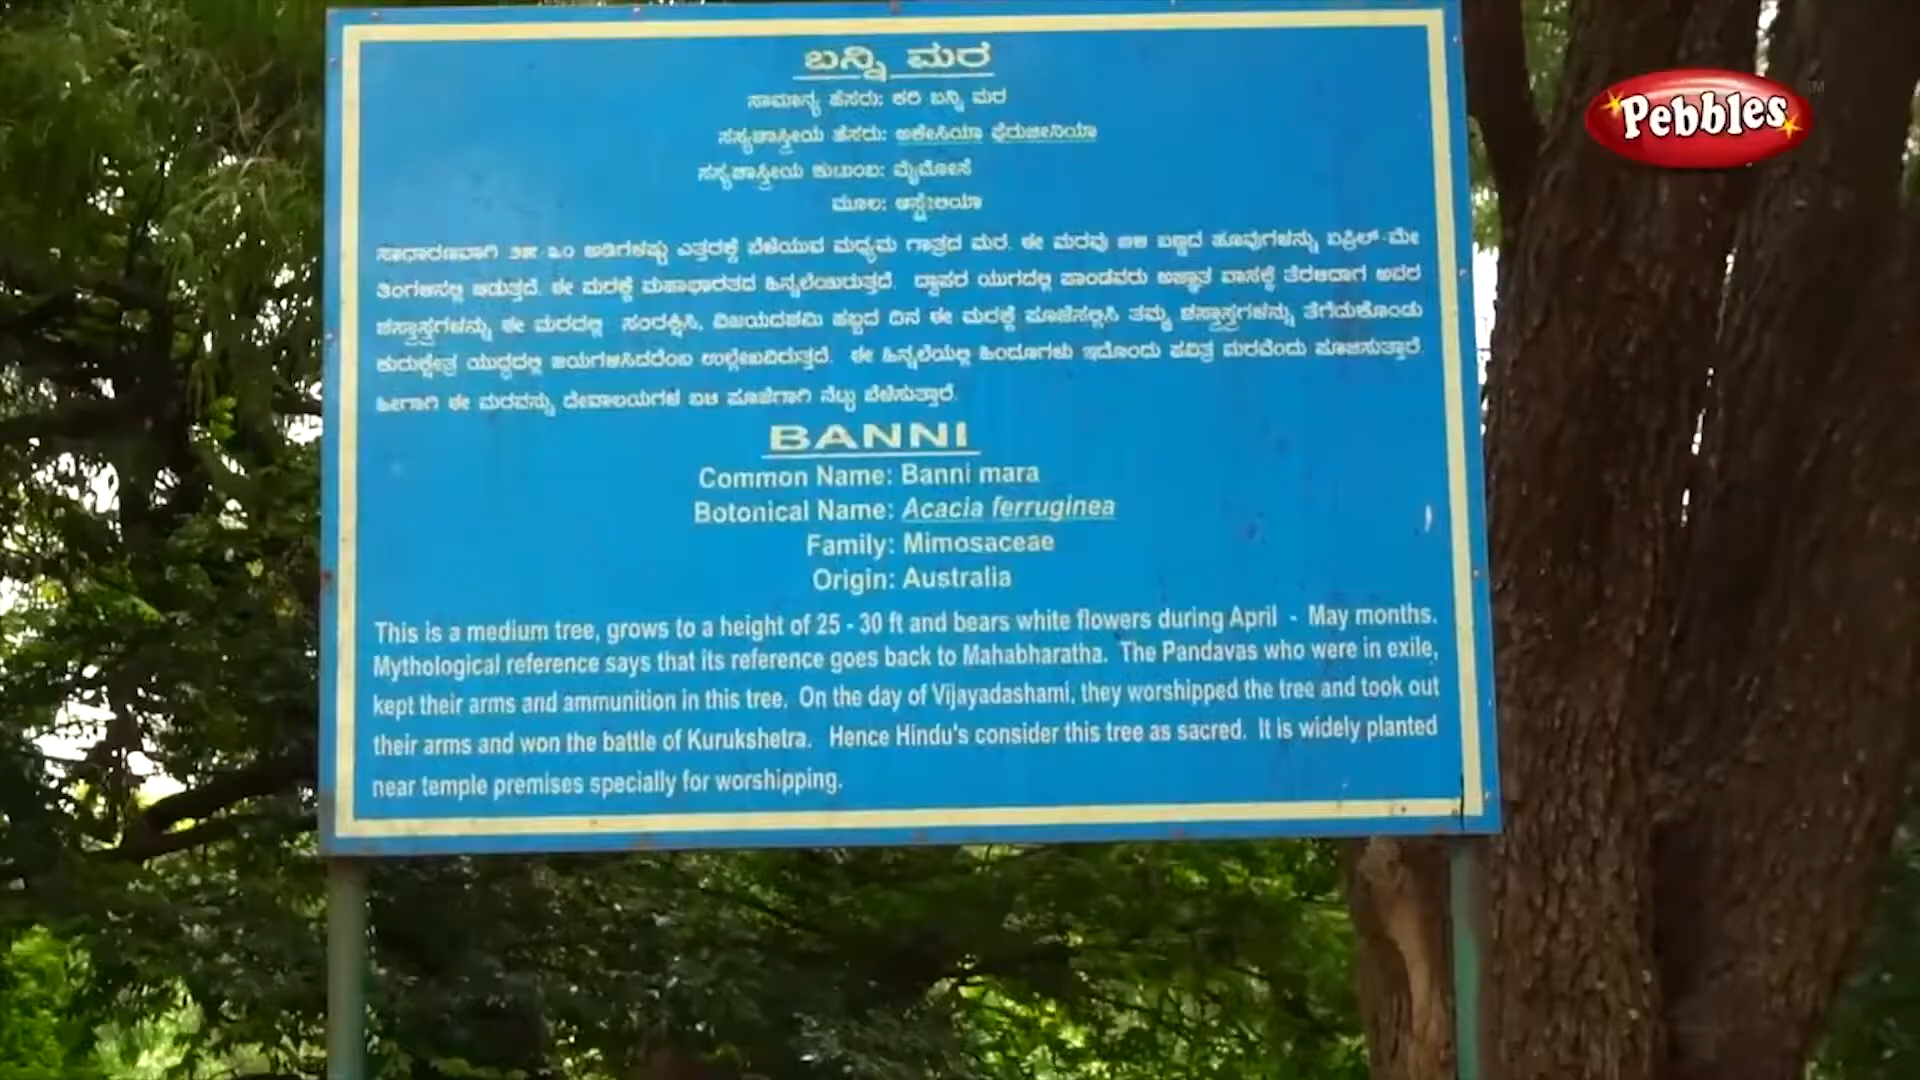 ಬನ್ನಿ ಮರ
ಸಾಮಾನ್ಯ ಹೆಸರು: ಕರಿ ಬನ್ನಿ ಮರ
ಸಸ್ಯಶಾಸ್ತ್ರೀಯ ಹೆಸರು: ಅಕೇಸಿಯಾ ಫೆರುಜೀನಿಯಾ
ಸಸ್ಯಶಾಸ್ತ್ರೀಯ ಕುಟುಂಬ: ಮೈಮೋಸೆ
ಮೂಲ: ಆಸ್ಟ್ರೇಲಿಯಾ
ಸಾಧಾರಣವಾಗಿ ೨೫-೩೦ ಅಡಿಗಳಷ್ಟು ಎತ್ತರಕ್ಕೆ ಬೆಳೆಯುವ ಮಧ್ಯಮ ಗಾತ್ರದ ಮರ. ಈ ಮರವು ಬಿಳಿ ಬಣ್ಣದ ಹೂವುಗಳನ್ನು ಏಪ್ರಿಲ್-ಮೇ
ತಿಂಗಳಿನಲ್ಲಿ ಬಿಡುತ್ತದೆ. ಈ ಮರಕ್ಕೆ ಮಹಾಭಾರತದ ಹಿನ್ನಲೆಯಿರುತ್ತದೆ. ದ್ವಾಪರ ಯುಗದಲ್ಲಿ ಪಾಂಡವರು ಅಜ್ಞಾತ ವಾಸಕ್ಕೆ ತೆರಳಿದಾಗ ಅವರ
ಶಸ್ತ್ರಾಸ್ತ್ರಗಳನ್ನು ಈ ಮರದಲ್ಲಿ ಸಂರಕ್ಷಿಸಿ, ವಿಜಯದಶಮಿ ಹಬ್ಬದ ದಿನ ಈ ಮರಕ್ಕೆ ಪೂಜೆಸಲ್ಲಿಸಿ ತಮ್ಮ ಶಸ್ತ್ರಾಸ್ತ್ರಗಳನ್ನು ತೆಗೆದುಕೊಂಡು
ಕುರುಕ್ಷೇತ್ರ ಯುದ್ಧದಲ್ಲಿ ಜಯಗಳಿಸಿದರೆಂಬ ಉಲ್ಲೇಖವಿರುತ್ತದೆ. ಈ ಹಿನ್ನಲೆಯಲ್ಲಿ ಹಿಂದೂಗಳು ಇದೊಂದು ಪವಿತ್ರ ಮರವೆಂದು ಪೂಜಿಸುತ್ತಾರೆ.
ಹೀಗಾಗಿ ಈ ಮರವನ್ನು ದೇವಾಲಯಗಳ ಬಳಿ ಪೂಜೆಗಾಗಿ ನೆಟ್ಟು ಬೆಳೆಸುತ್ತಾರೆ.
BANNI
Common Name: Banni mara
Botonical Name: Acacia ferruginea
Family: Mimosaceae
Origin: Australia
This is a medium tree, grows to a height of 25 - 30 ft and bears white flowers during April - May months.
Mythological reference says that its reference goes back to Mahabharatha. The Pandavas who were in exile,
kept their arms and ammunition in this tree. On the day of Vijayadashami, they worshipped the tree and took out
their arms and won the battle of Kurukshetra. Hence Hindu's consider this tree as sacred. It is widely planted
near temple premises specially for worshipping.
Pebbles
TM